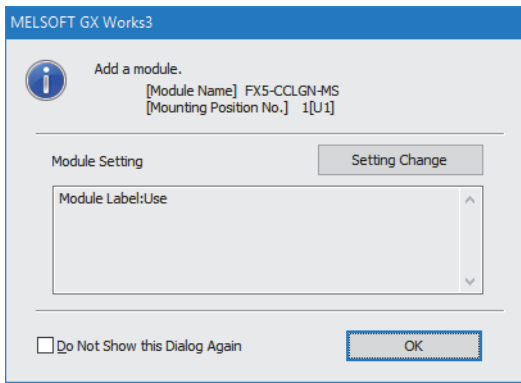 MELSOFT GX Works3
Add a module.
[Module Name] FX5-CCLGN-MS
[Mounting Position No.] 1[U1]
Module Setting
Setting Change
Module Label:Use
Do Not Show this Dialog Again
OK